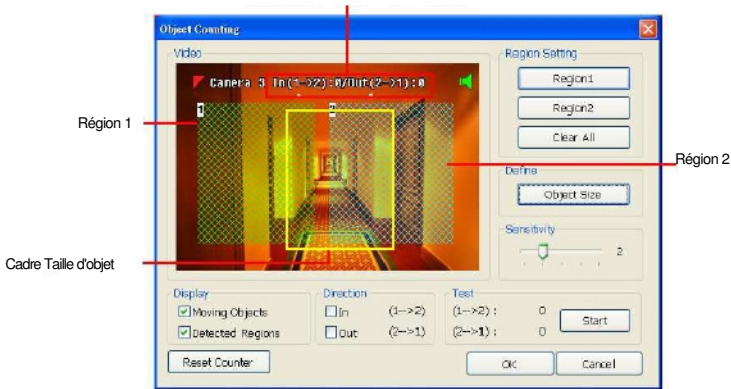 Object Counting
Video
Camera 3 In(1-->2):0/Out(2-->1):0
1
2
Région 1
Région 2
Cadre Taille d'objet
Region Setting
Region1
Region2
Clear All
Define
Object Size
Sensitivity
2
Display
Moving Objects
Detected Regions
Direction
In (1-->2)
Out (2-->1)
Test
(1-->2) : 0
(2-->1) : 0
Start
Reset Counter
OK
Cancel